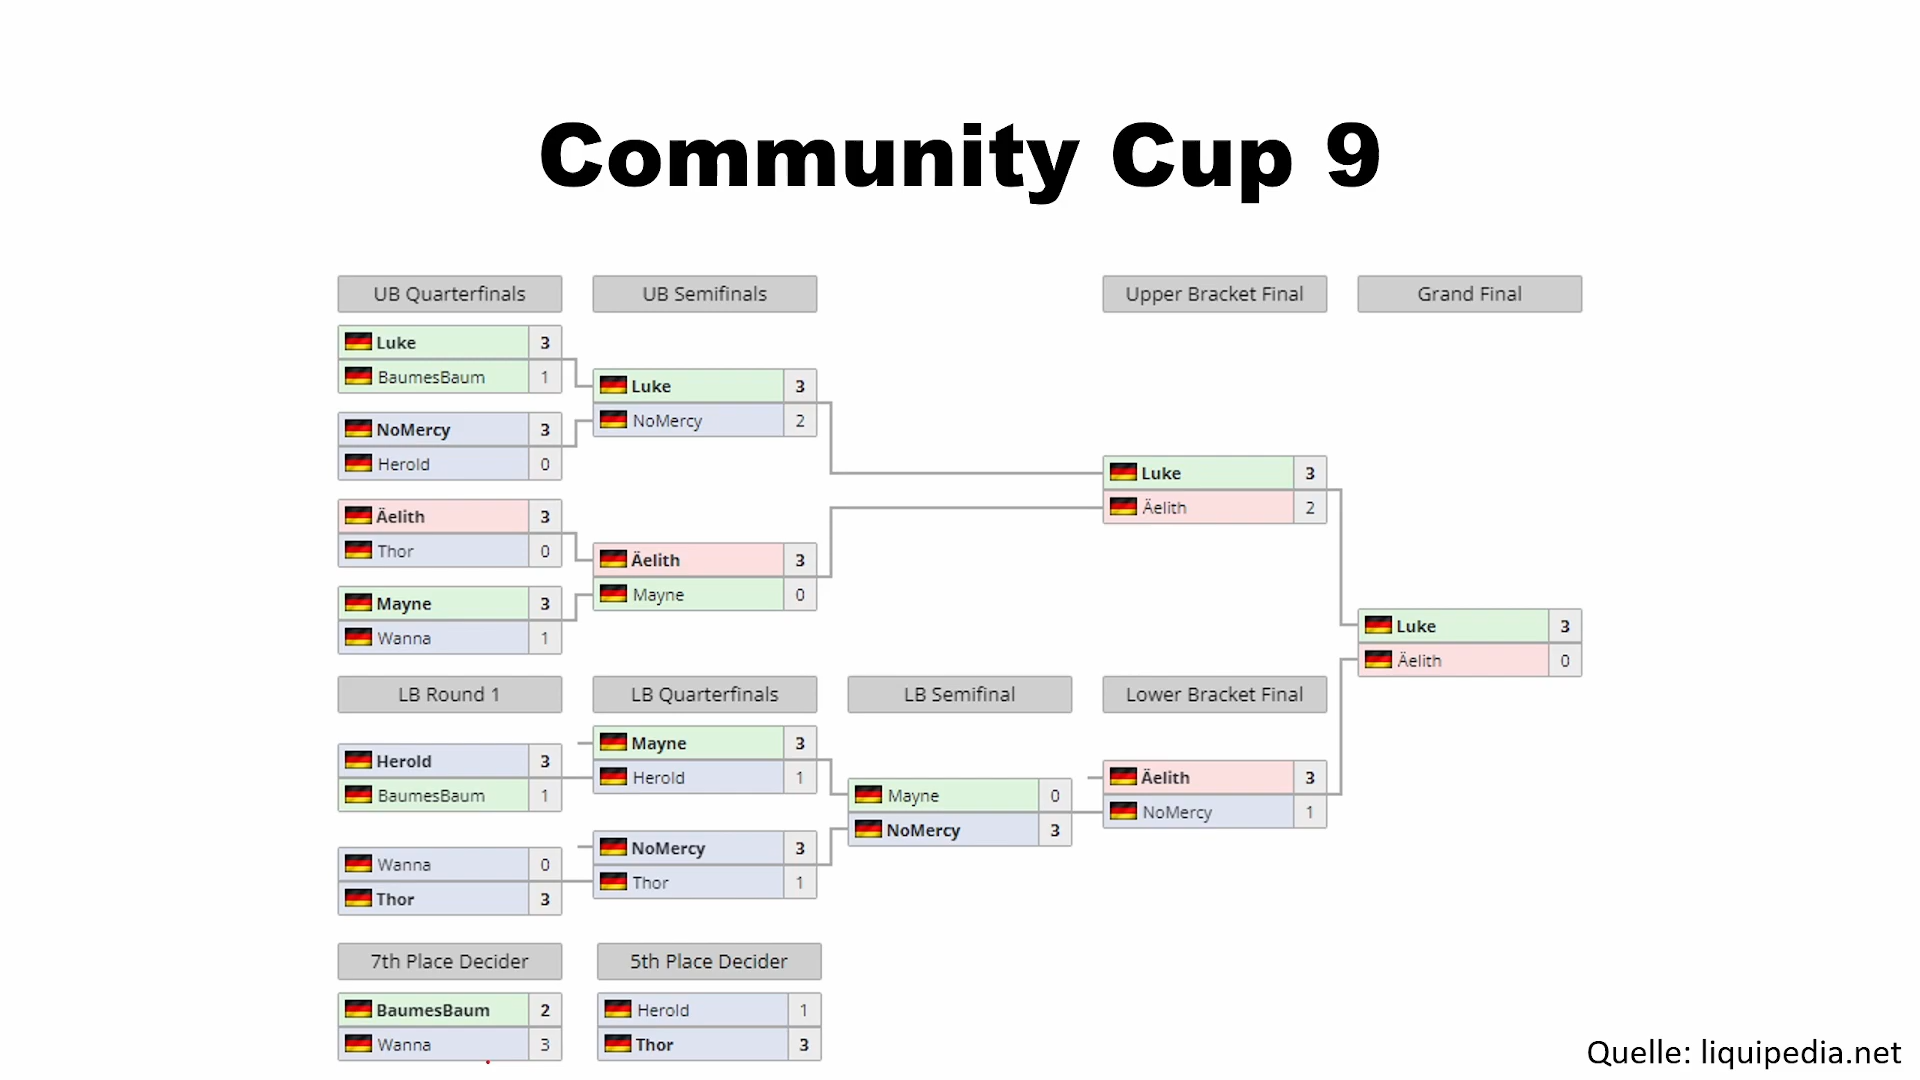 Community Cup 9
UB Quarterfinals
UB Semifinals
Upper Bracket Final
Grand Final
Luke 3
BaumesBaum 1
NoMercy 3
Herold 0
Äelith 3
Thor 0
Mayne 3
Wanna 1
Luke 3
NoMercy 2
Äelith 3
Mayne 0
Luke 3
Äelith 2
Luke 3
Äelith 0
LB Round 1
LB Quarterfinals
LB Semifinal
Lower Bracket Final
Herold 3
BaumesBaum 1
Wanna 0
Thor 3
Mayne 3
Herold 1
NoMercy 3
Thor 1
Mayne 0
NoMercy 3
Äelith 3
NoMercy 1
7th Place Decider
5th Place Decider
BaumesBaum 2
Wanna 3
Herold 1
Thor 3
Quelle: liquipedia.net